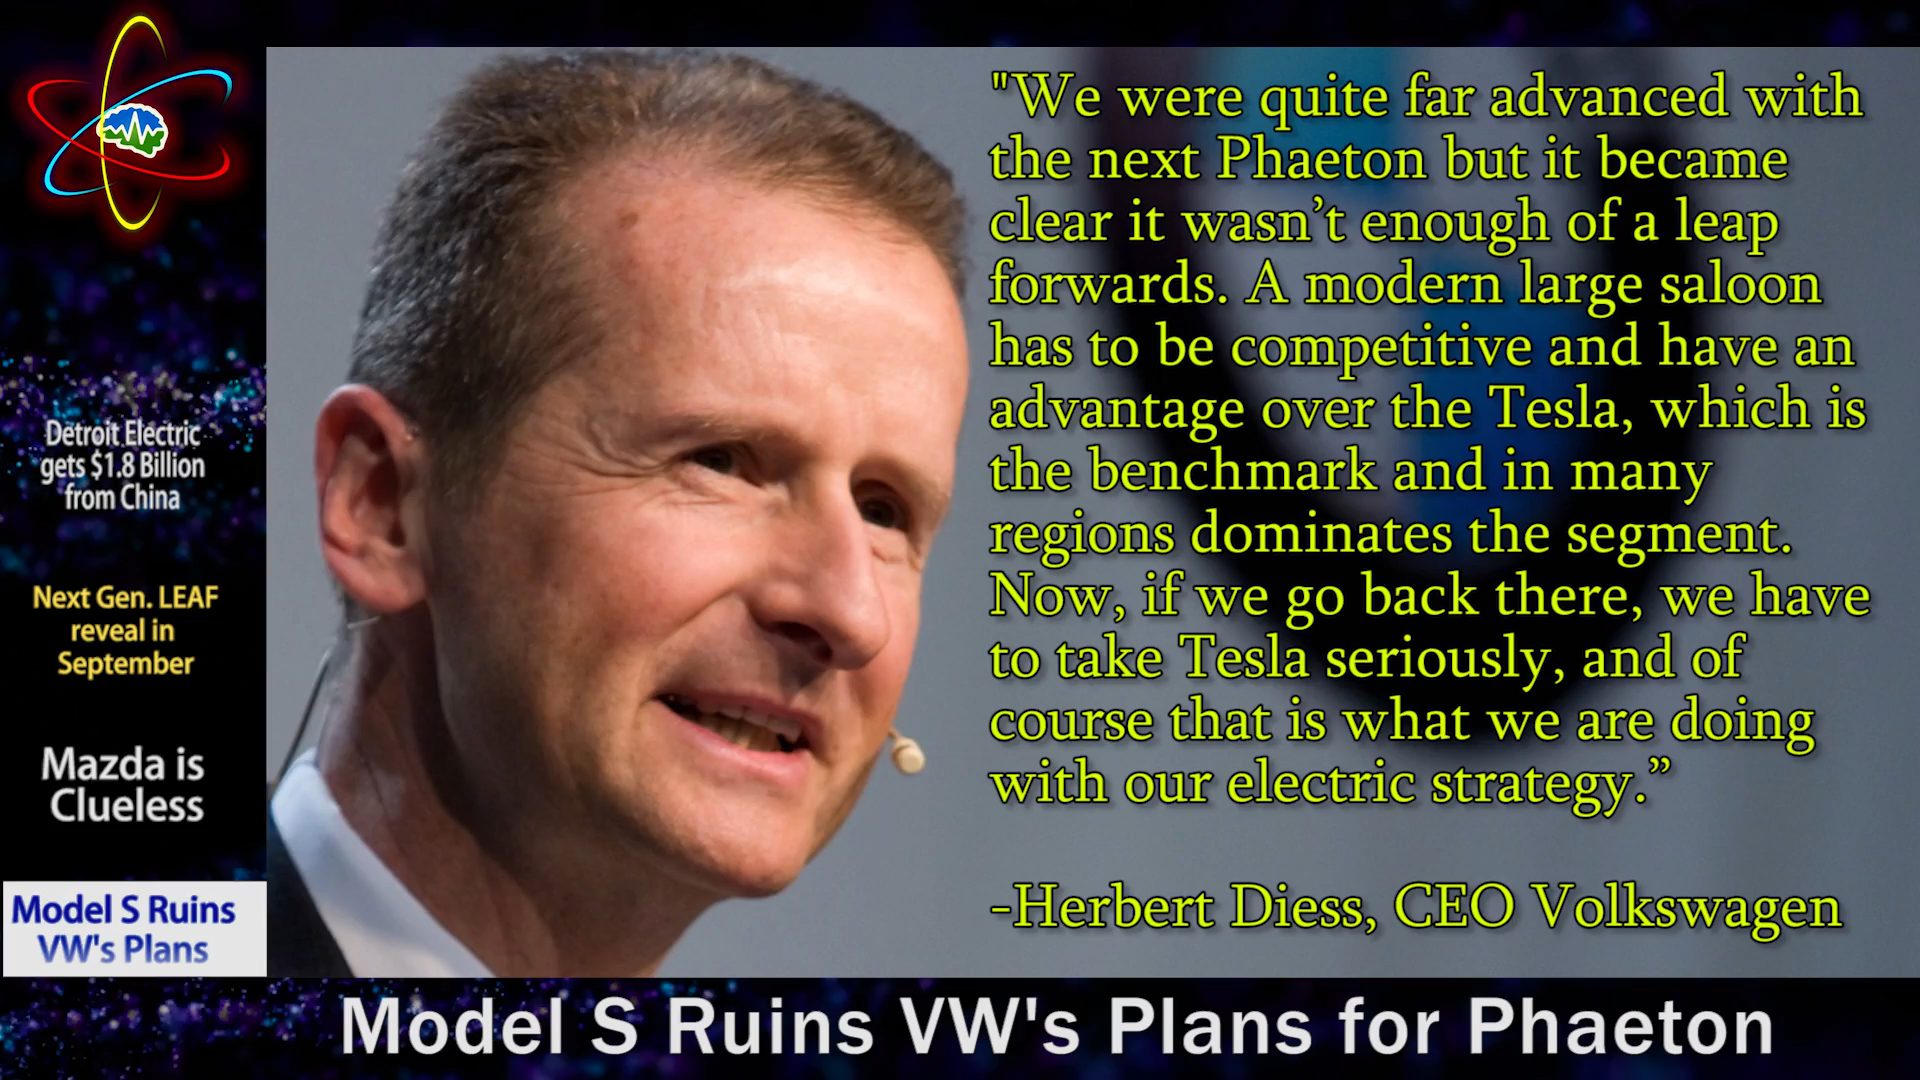 "We were quite far advanced with
the next Phaeton but it became
clear it wasn’t enough of a leap
forwards. A modern large saloon
has to be competitive and have an
advantage over the Tesla, which is
the benchmark and in many
regions dominates the segment.
Now, if we go back there, we have
to take Tesla seriously, and of
course that is what we are doing
with our electric strategy.”
-Herbert Diess, CEO Volkswagen
Detroit Electric
gets $1.8 Billion
from China
Next Gen. LEAF
reveal in
September
Mazda is
Clueless
Model S Ruins
VW's Plans
Model S Ruins VW's Plans for Phaeton